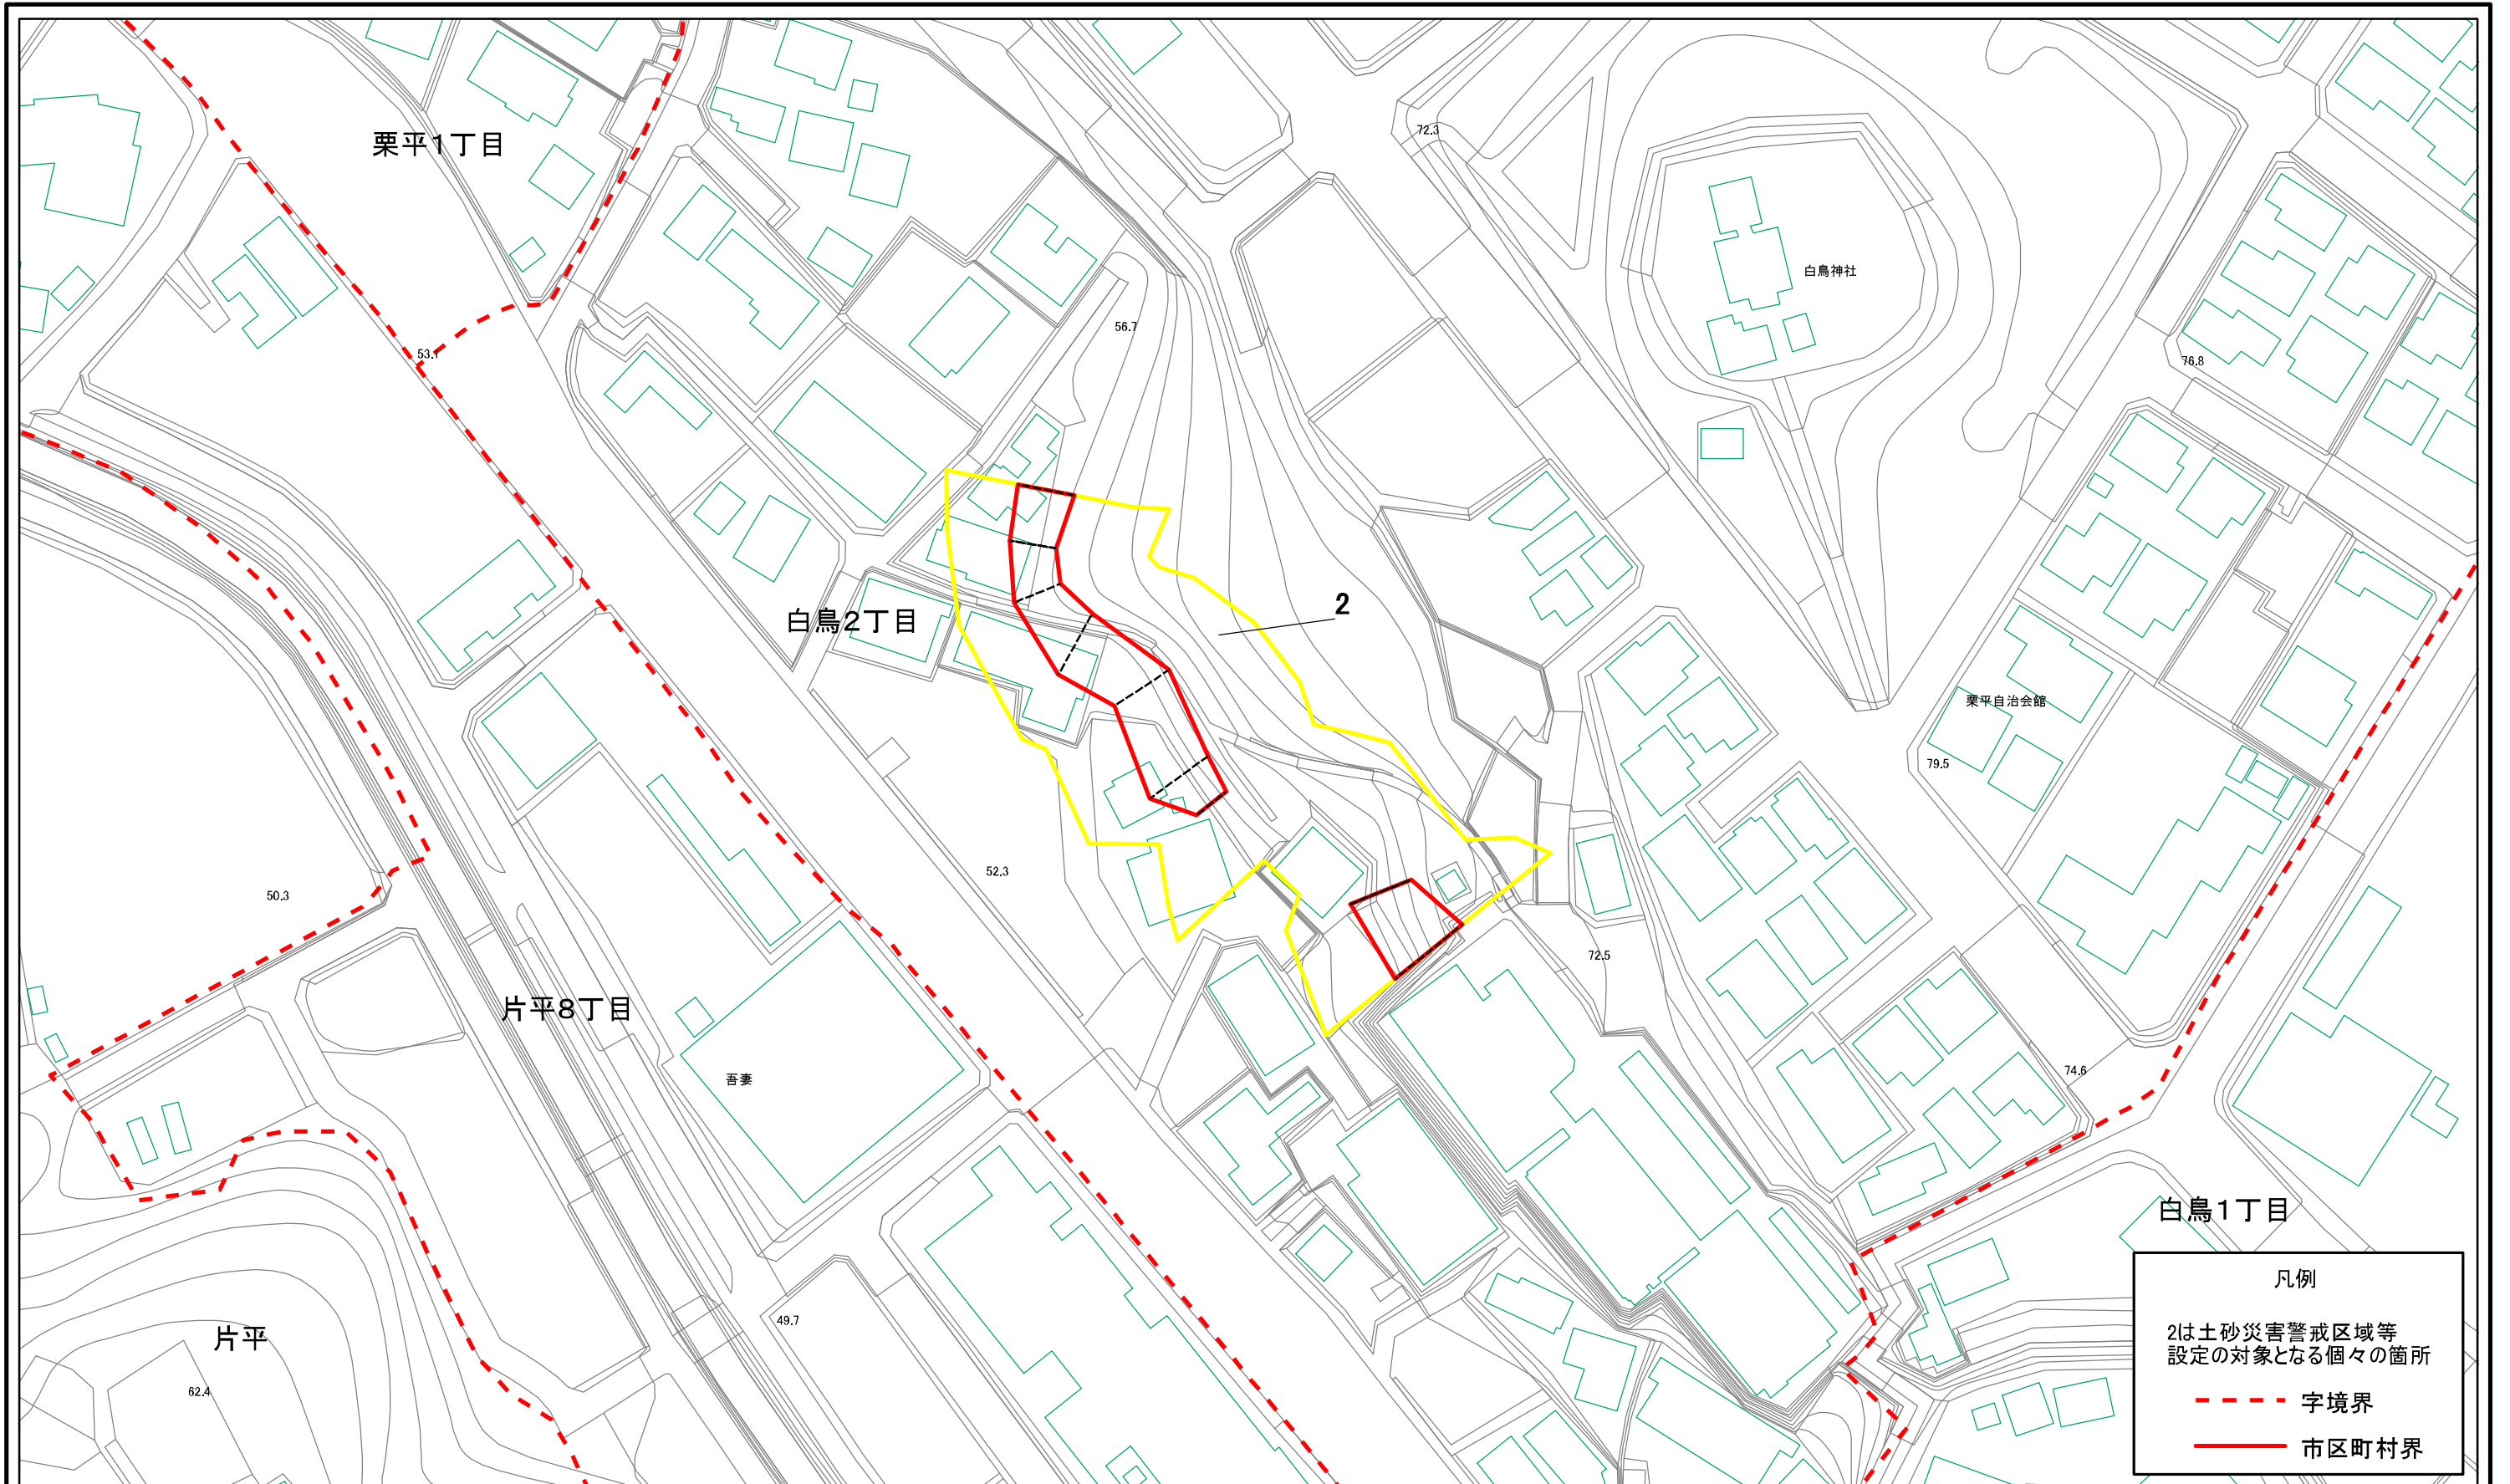 栗平1丁目
72.3
白鳥神社
56.7
53.1
76.8
2
白鳥2丁目
栗平自治会館
79.5
52.3
50.3
72.5
片平8丁目
吾妻
74.6
白鳥1丁目
49.7
片平
62.4
凡例
2は土砂災害警戒区域等
設定の対象となる個々の箇所
字境界
市区町村界